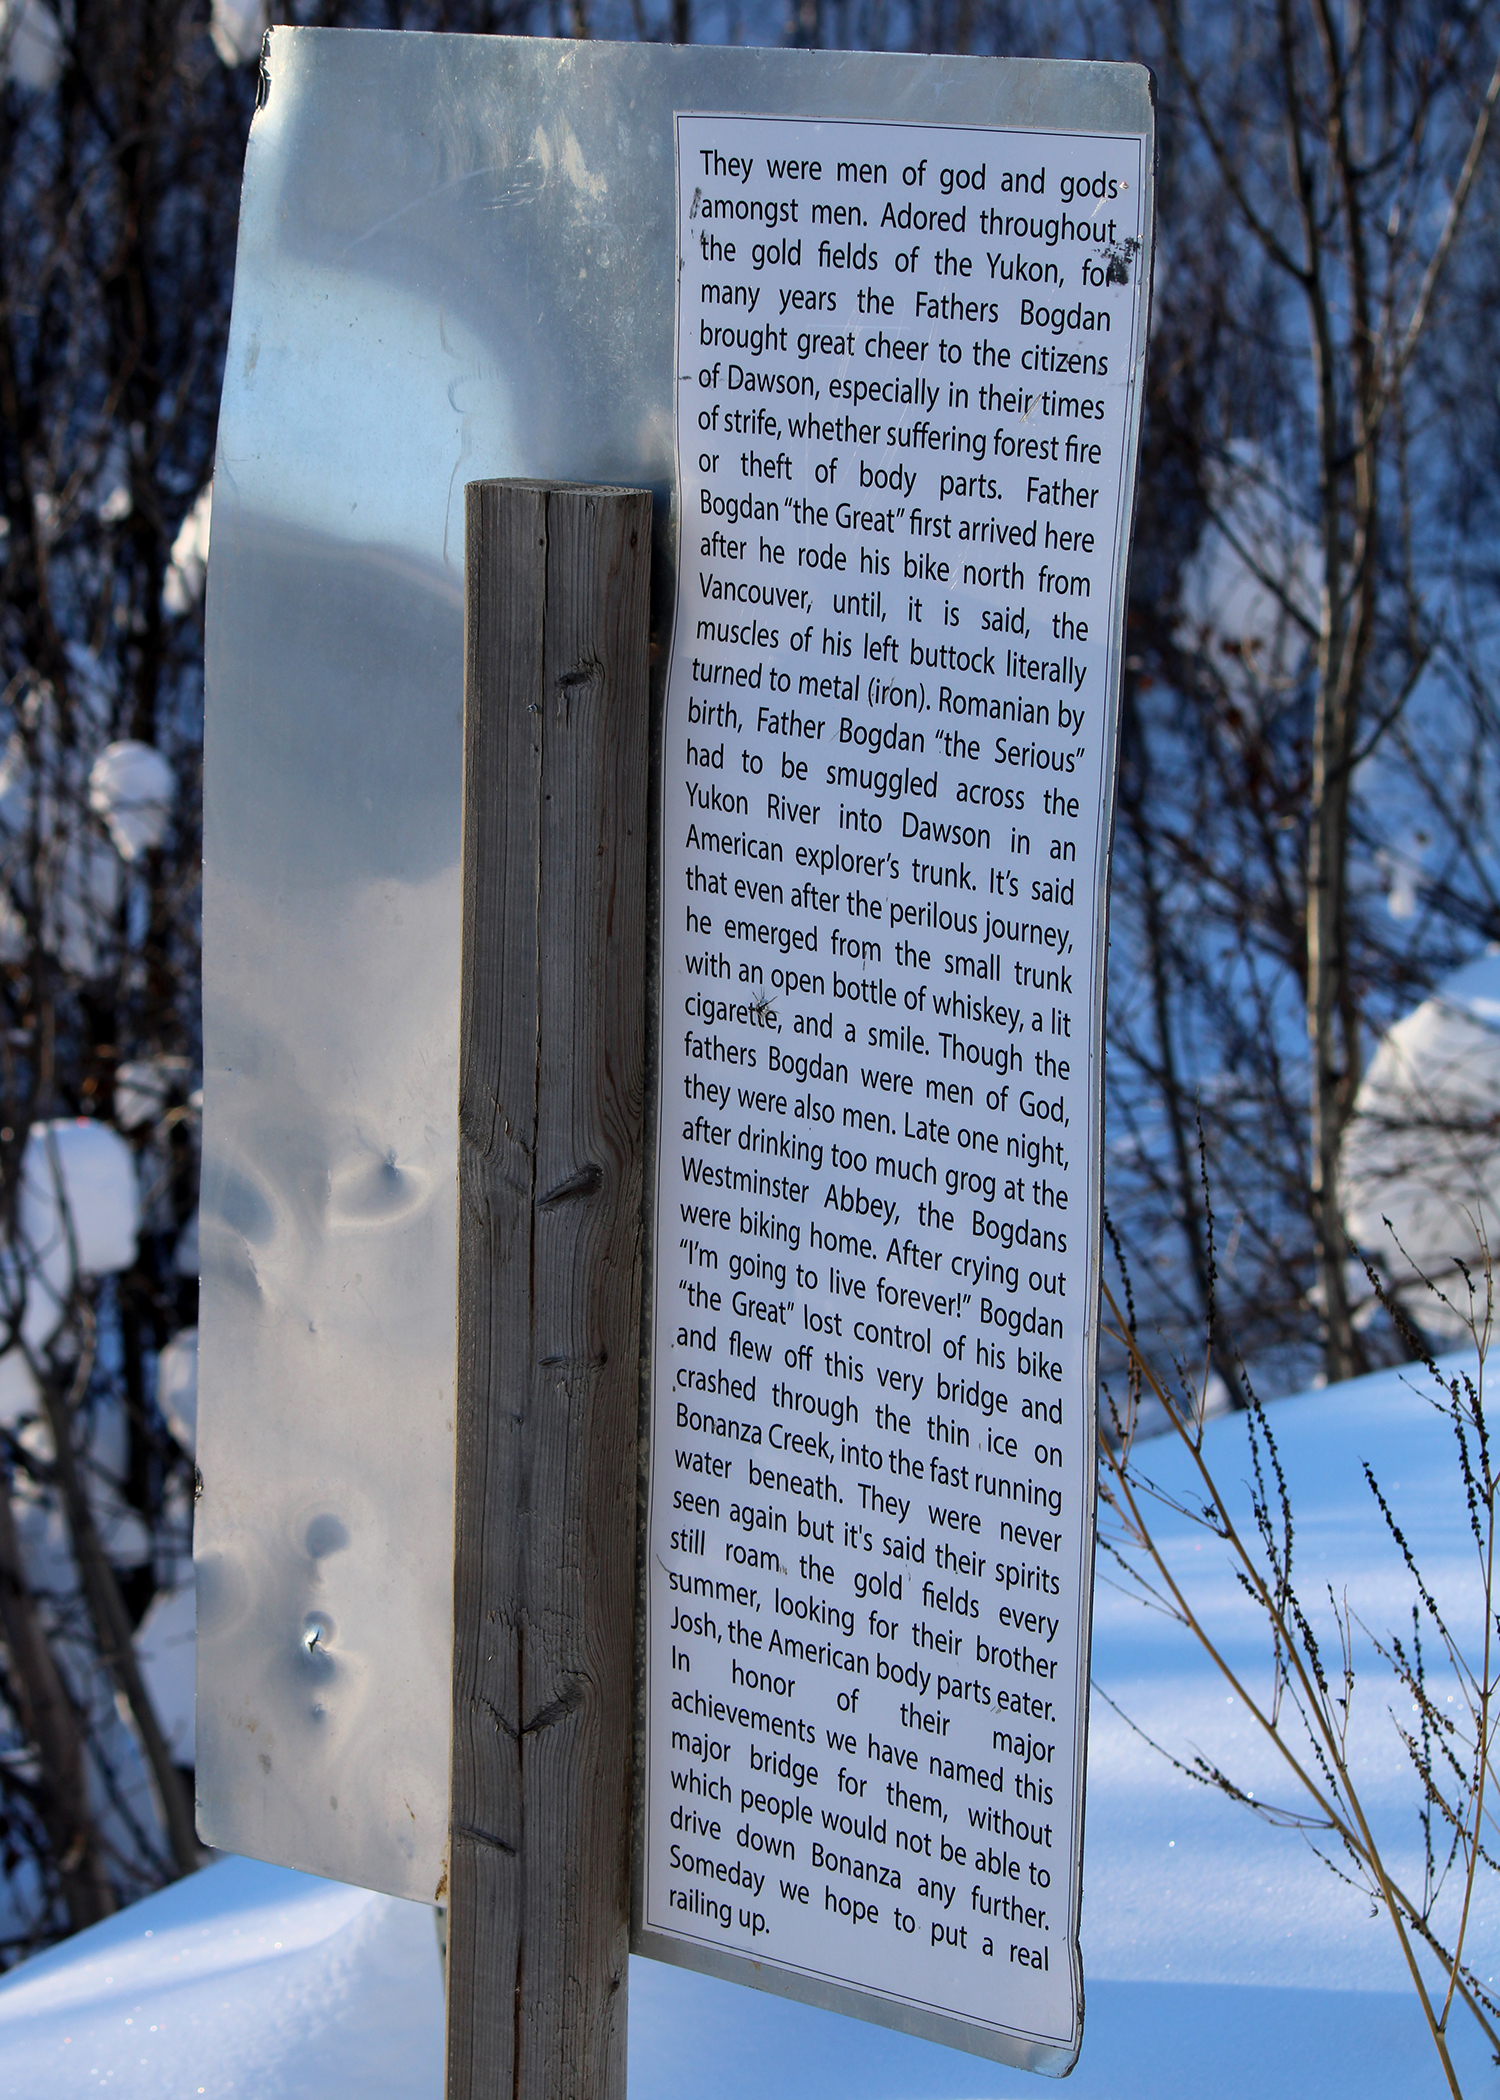 They were men of god and gods
amongst men. Adored throughout
the gold fields of the Yukon, for
many years the Fathers Bogdan
brought great cheer to the citizens
of Dawson, especially in their times
of strife, whether suffering forest fire
or theft of body parts. Father
Bogdan “the Great” first arrived here
after he rode his bike north from
Vancouver, until, it is said, the
muscles of his left buttock literally
turned to metal (iron). Romanian by
birth, Father Bogdan “the Serious”
had to be smuggled across the
Yukon River into Dawson in an
American explorer’s trunk. It’s said
that even after the perilous journey,
he emerged from the small trunk
with an open bottle of whiskey, a lit
cigarette, and a smile. Though the
fathers Bogdan were men of God,
they were also men. Late one night,
after drinking too much grog at the
Westminster Abbey, the Bogdans
were biking home. After crying out
“I’m going to live forever!” Bogdan
“the Great” lost control of his bike
and flew off this very bridge and
crashed through the thin ice on
Bonanza Creek, into the fast running
water beneath. They were never
seen again but it's said their spirits
still roam the gold fields every
summer, looking for their brother
Josh, the American body parts eater.
In honor of their major
achievements we have named this
major bridge for them, without
which people would not be able to
drive down Bonanza any further.
Someday we hope to put a real
railing up.